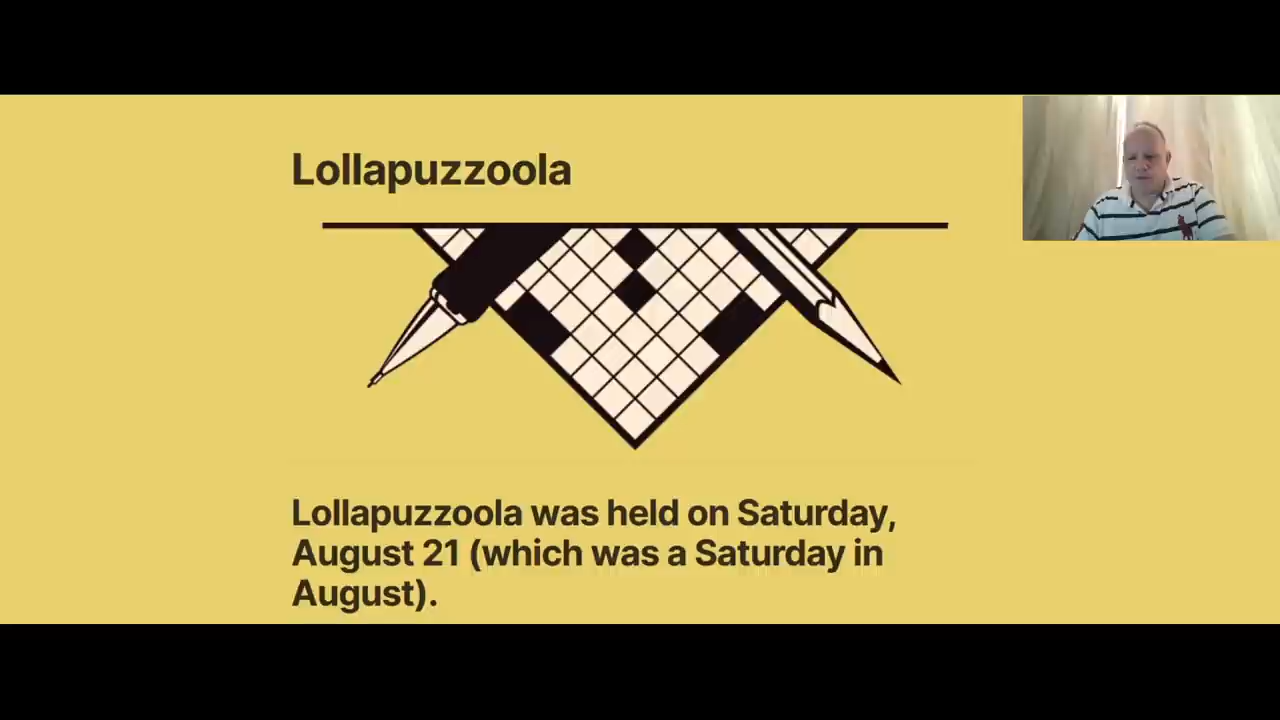 Lollapuzzoola
Lollapuzzoola was held on Saturday,
August 21 (which was a Saturday in
August).